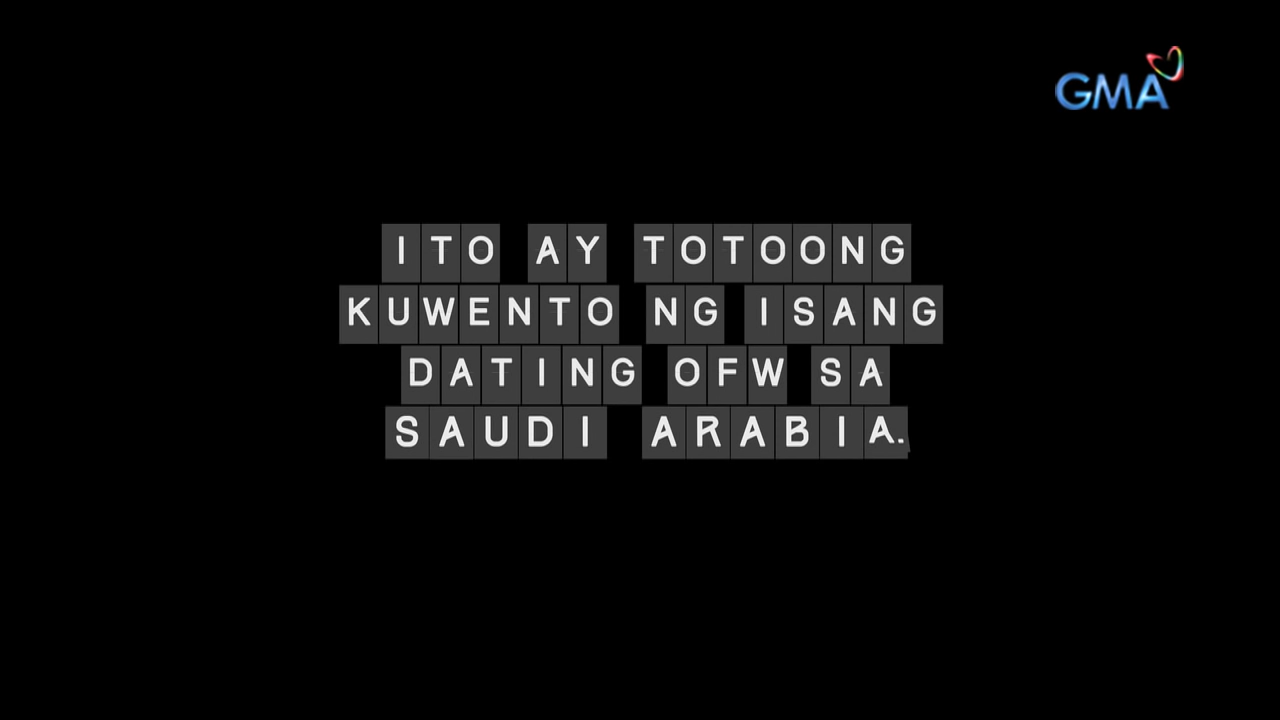 GMA
ITO AY TOTOONG
KUWENTO NG ISANG
DATING OFW SA
SAUDI ARABIA.